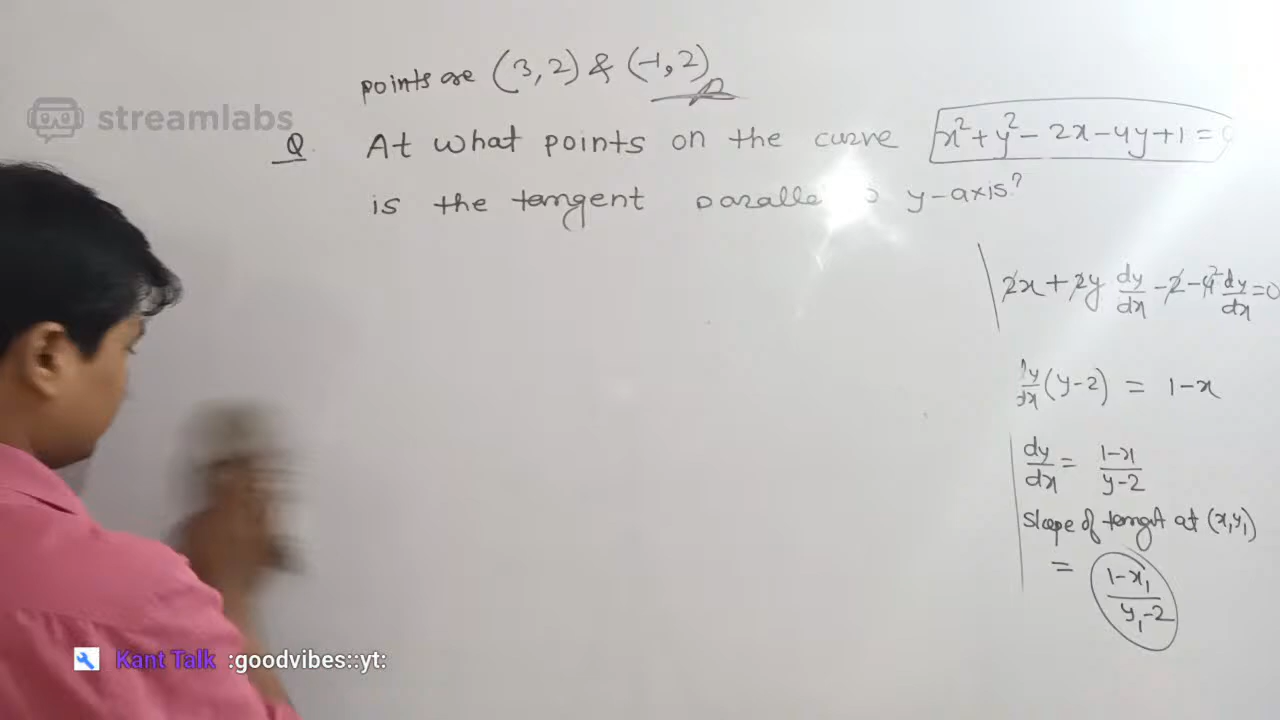 points are (3, 2) & (-1, 2)
streamlabs
Q. At what points on the curve x² + y² - 2x - 4y + 1 = 0
is the tangent parallel to y-axis?
2x + 2y dy/dx - 2 - 4 dy/dx = 0
dy/dx (y-2) = 1-x
dy/dx = 1-x / y-2
slope of tangt at (x, y₁)
= 1-x₁ / y₁-2
Kant Talk :goodvibes::yt: